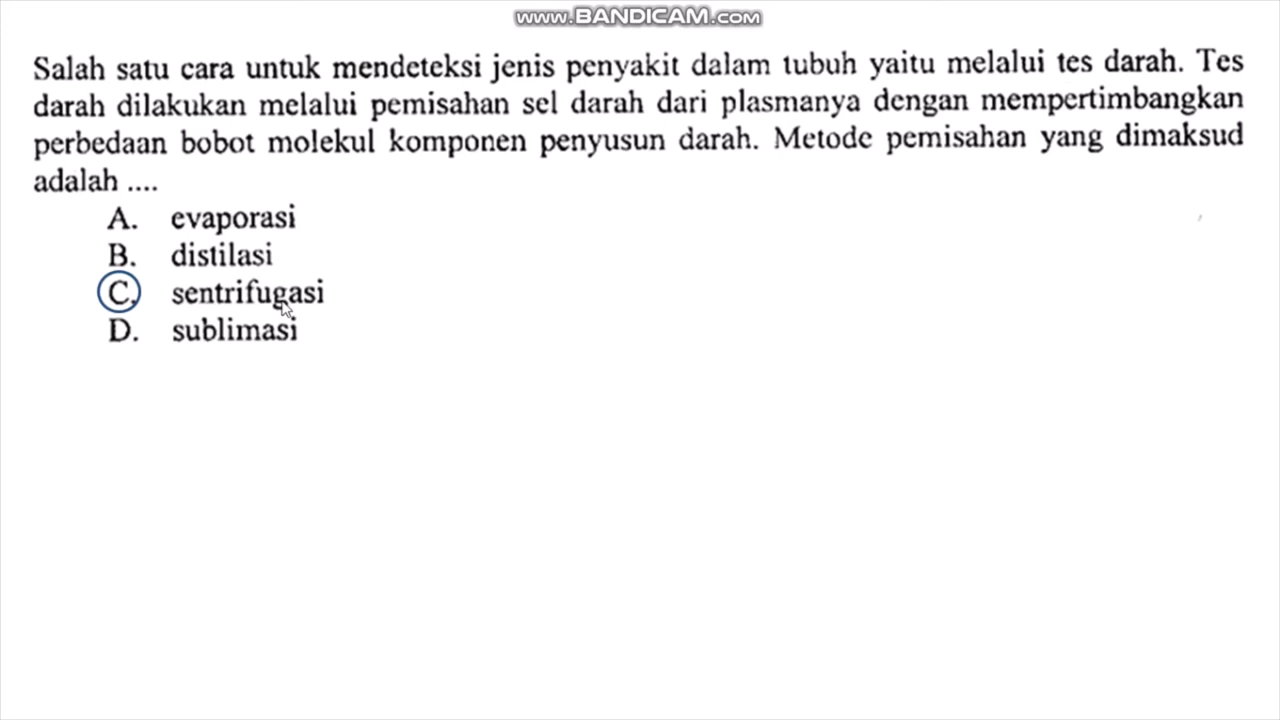 www.BANDICAM.com
Salah satu cara untuk mendeteksi jenis penyakit dalam tubuh yaitu melalui tes darah. Tes
darah dilakukan melalui pemisahan sel darah dari plasmanya dengan mempertimbangkan
perbedaan bobot molekul komponen penyusun darah. Metode pemisahan yang dimaksud
adalah ....
A. evaporasi
B. distilasi
C. sentrifugasi
D. sublimasi